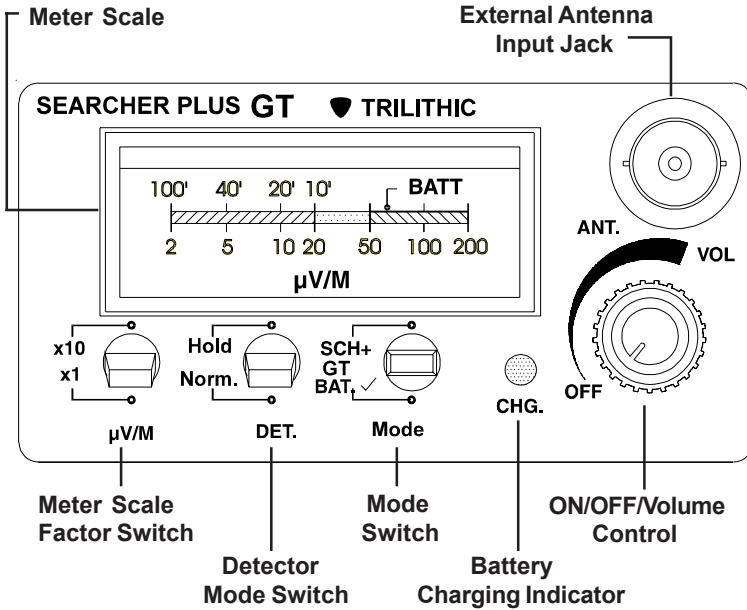 Meter Scale
External Antenna
Input Jack
SEARCHER PLUS GT TRILITHIC
100' 40' 20' 10' BATT
2 5 10 20 50 100 200
µV/M
ANT.
VOL
OFF
x10
x1
µV/M
Hold
Norm.
DET.
SCH+
GT
BAT. ✓
Mode
CHG.
Meter Scale
Factor Switch
Detector
Mode Switch
Mode
Switch
Battery
Charging Indicator
ON/OFF/Volume
Control